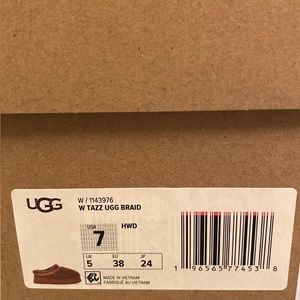 UGG
W / 1143976
W TAZZ UGG BRAID
USA
7
HWD
UK
5
EU
38
JP
24
MADE IN VIETNAM
FABRIQUÉ AU VIETNAM
1 96565 77453 8